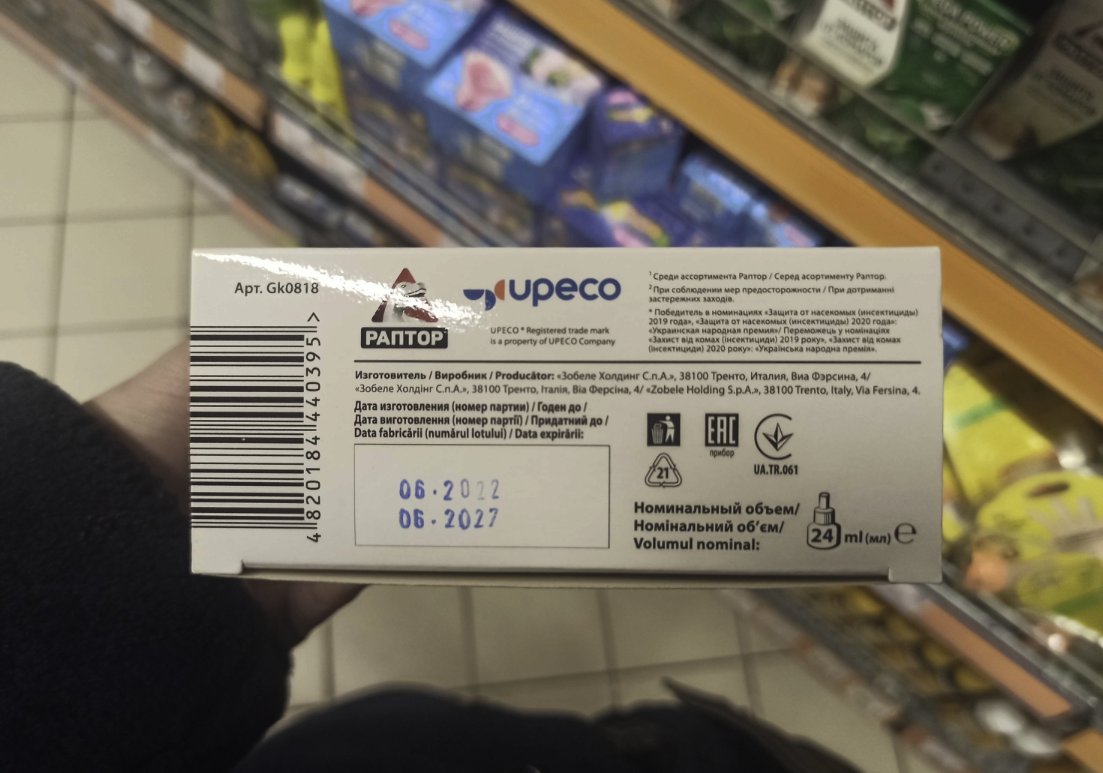 Арт. Gk0818
4 820184 440395 >
РАПТОР
upeco
UPECO ® Registered trade mark
is a property of UPECO Company
¹ Среди ассортимента Раптор / Серед асортименту Раптор.
² При соблюдении мер предосторожности / При дотриманні
застережних заходів.
* Победитель в номинациях «Защита от насекомых (инсектициды)
2019 года», «Защита от насекомых (инсектициды) 2020 года»:
«Украинская народная премия»/ Переможець у номінаціях
«Захист від комах (інсектициди) 2019 року», «Захист від комах
(інсектициди) 2020 року»: «Українська народна премія».
Изготовитель / Виробник / Producător: «Зобеле Холдинг С.п.А.», 38100 Тренто, Италия, Виа Фэрсина, 4/
«Зобеле Холдінг С.п.А.», 38100 Тренто, Італія, Віа Ферсіна, 4/ «Zobele Holding S.p.A.», 38100 Trento, Italy, Via Fersina, 4.
Дата изготовления (номер партии) / Годен до /
Дата виготовлення (номер партії) / Придатний до /
Data fabricării (numărul lotului) / Data expirării:
06.2022
06.2027
EAC
прибор
UA.TR.061
21
Номинальный объем/
Номінальний об’єм/
Volumul nominal:
24 ml (мл) ℮